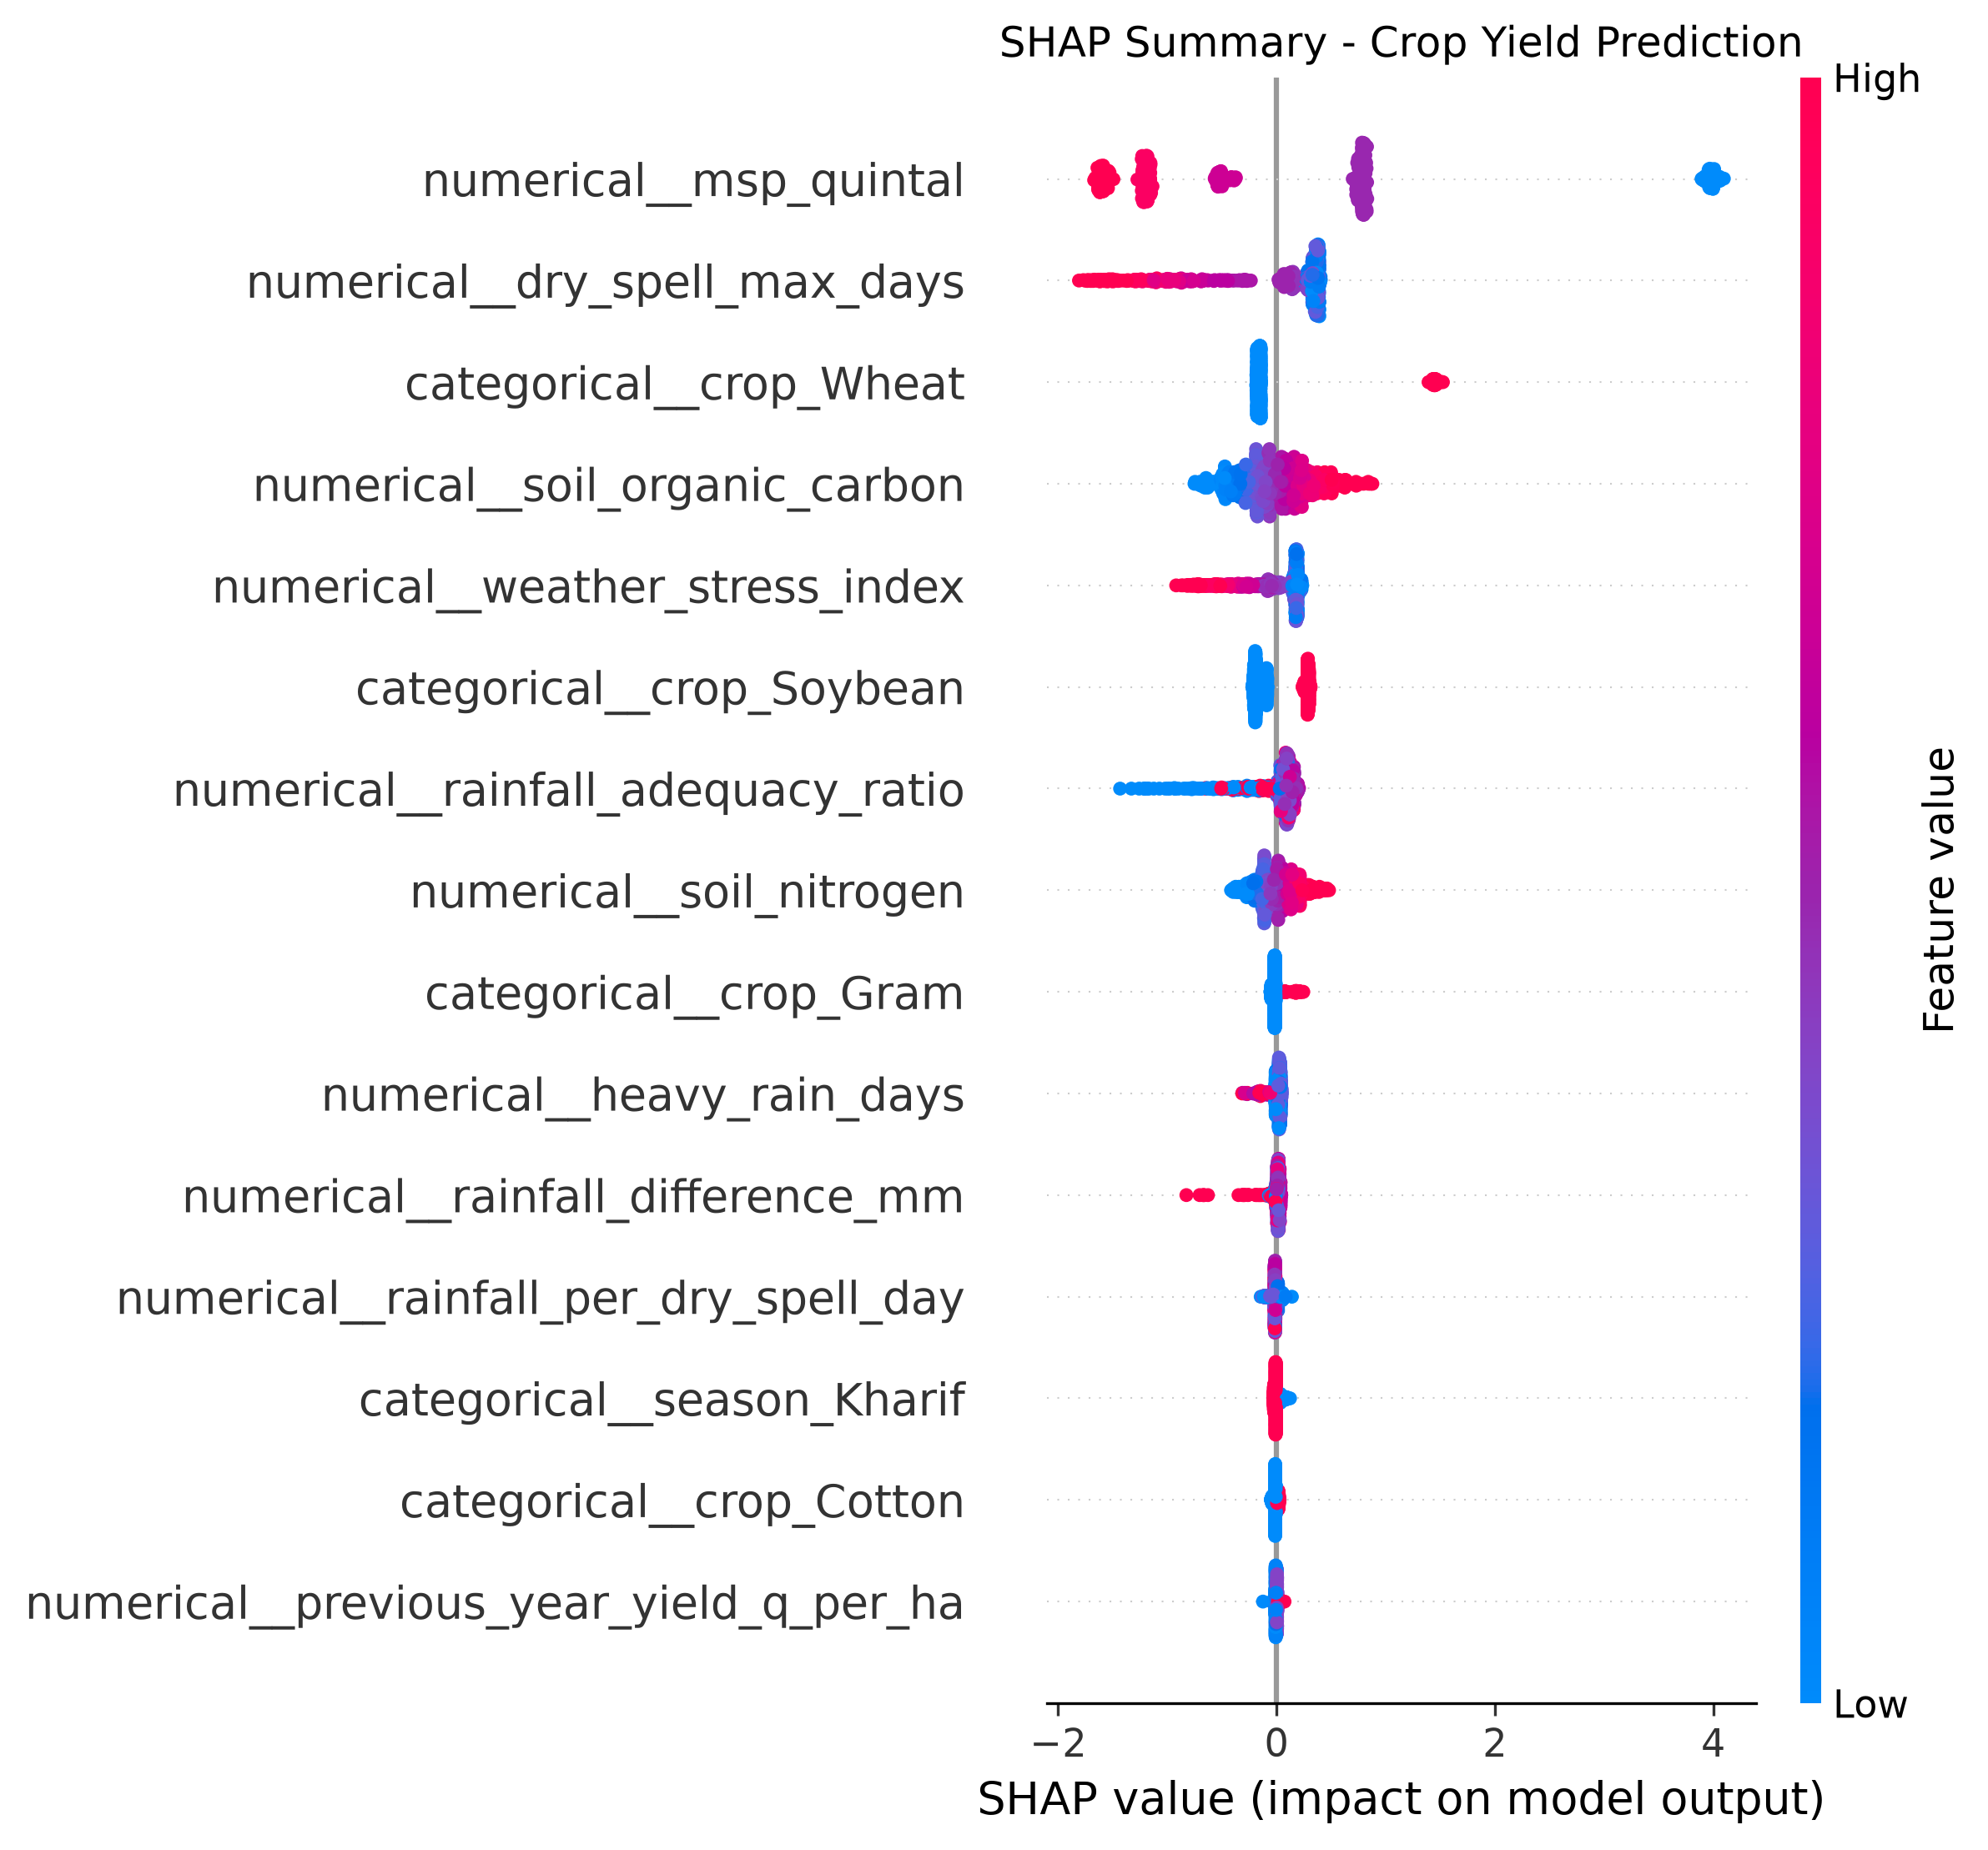 SHAP Summary - Crop Yield Prediction
High
numerical__msp_quintal
numerical__dry_spell_max_days
categorical__crop_Wheat
numerical__soil_organic_carbon
numerical__weather_stress_index
categorical__crop_Soybean
numerical__rainfall_adequacy_ratio
numerical__soil_nitrogen
categorical__crop_Gram
numerical__heavy_rain_days
numerical__rainfall_difference_mm
numerical__rainfall_per_dry_spell_day
categorical__season_Kharif
categorical__crop_Cotton
numerical__previous_year_yield_q_per_ha
Feature value
Low
−2 0 2 4
SHAP value (impact on model output)